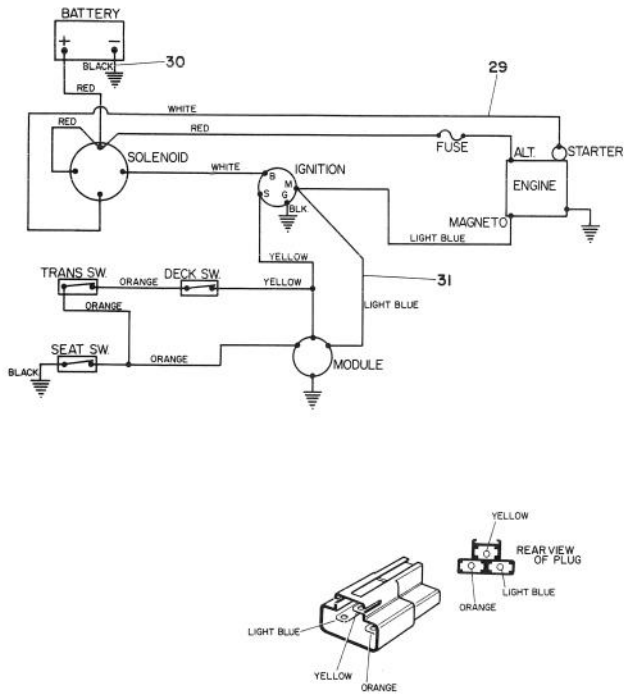 BATTERY
+ −
BLACK
30
RED
29
WHITE
RED
FUSE
ALT.
STARTER
SOLENOID
WHITE
IGNITION
B
M
S
G
BLK.
ENGINE
MAGNETO
LIGHT BLUE
YELLOW
TRANS SW.
ORANGE
DECK SW.
YELLOW
31
ORANGE
LIGHT BLUE
SEAT SW.
ORANGE
BLACK
MODULE
YELLOW
REAR VIEW
OF PLUG
LIGHT BLUE
ORANGE
LIGHT BLUE
YELLOW
ORANGE